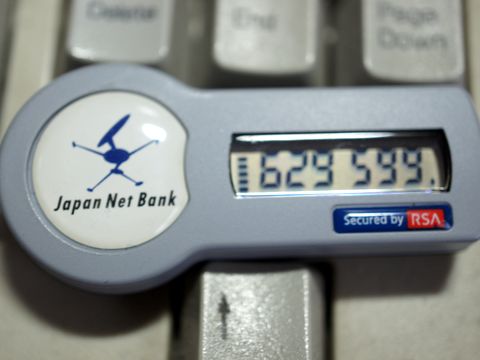 Delete
End
Page
Down
Japan Net Bank
629 599
Secured by RSA